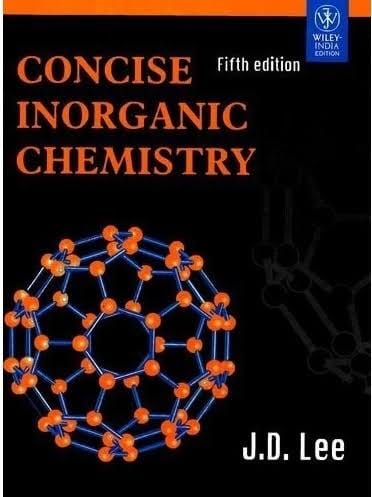 CONCISE
INORGANIC
CHEMISTRY
Fifth edition
WILEY-
INDIA
EDITION
J.D. Lee